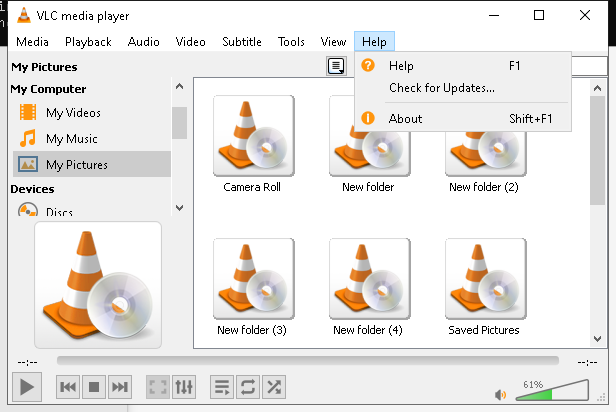 VLC media player
Media Playback Audio Video Subtitle Tools View Help
My Pictures
Help F1
Check for Updates...
About Shift+F1
My Computer
My Videos
My Music
My Pictures
Devices
Discs
Camera Roll New folder New folder (2)
New folder (3) New folder (4) Saved Pictures
--:-- --:--
61%